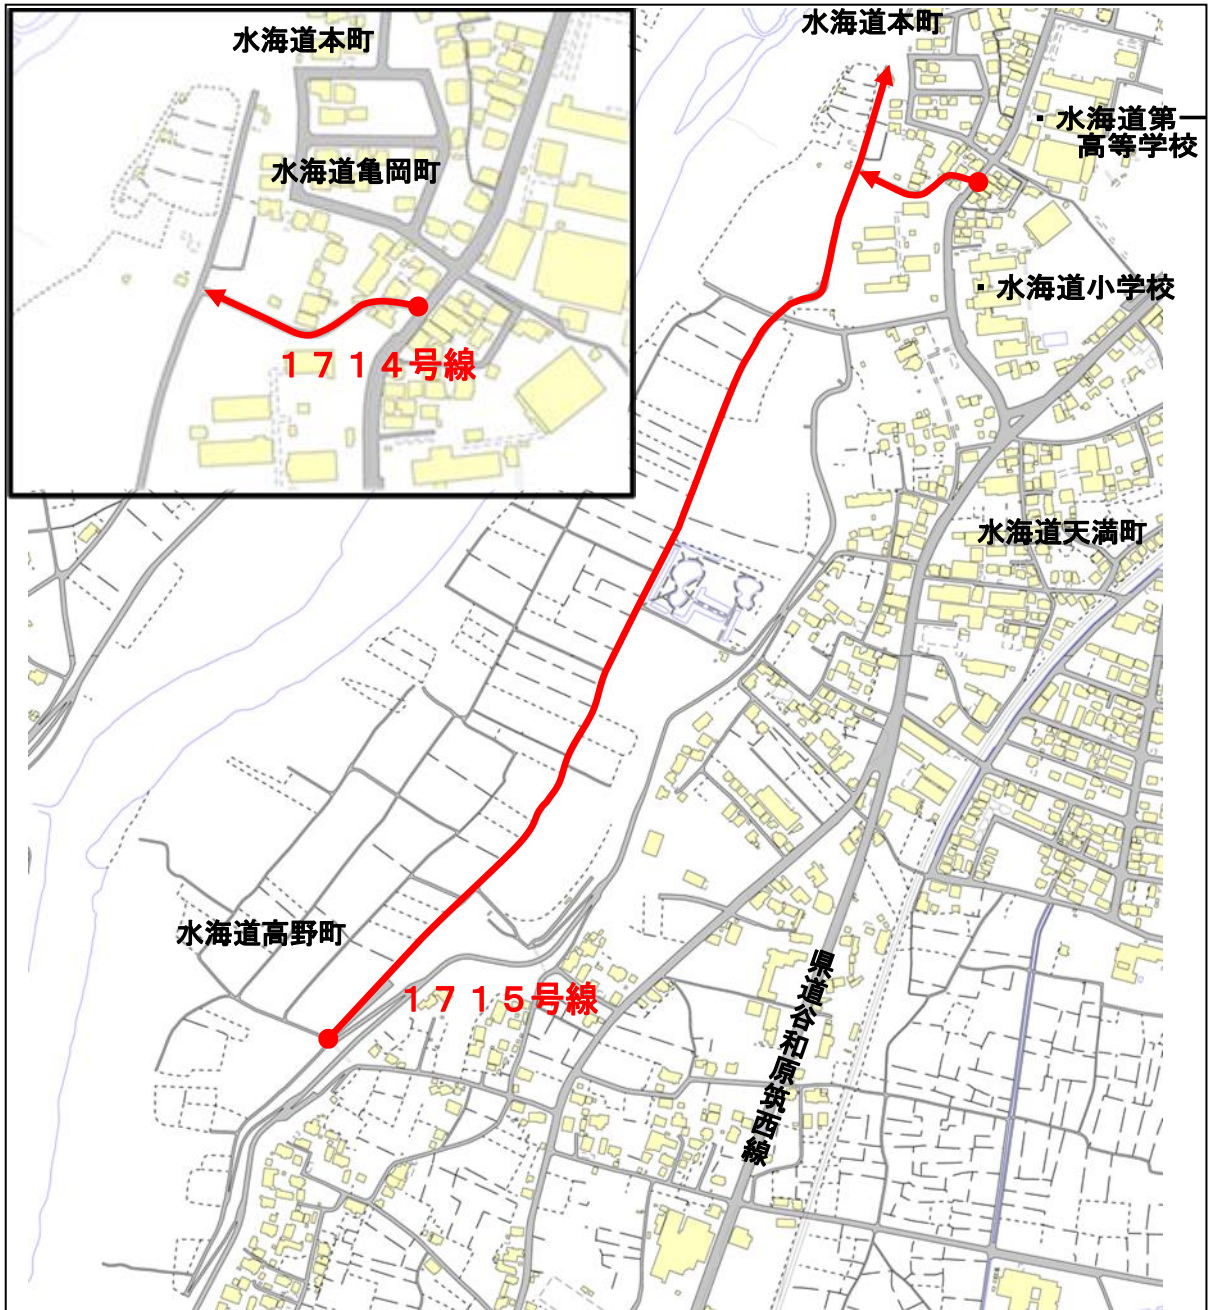 水海道本町
水海道亀岡町
1714号線
水海道本町
・水海道第一
高等学校
・水海道小学校
水海道天満町
水海道高野町
1715号線
県道谷和原筑西線